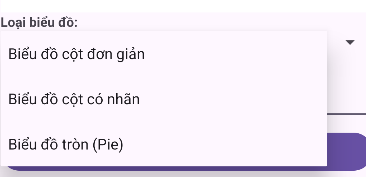 Loại biểu đồ:
Biểu đồ cột đơn giản
Biểu đồ cột có nhãn
Biểu đồ tròn (Pie)